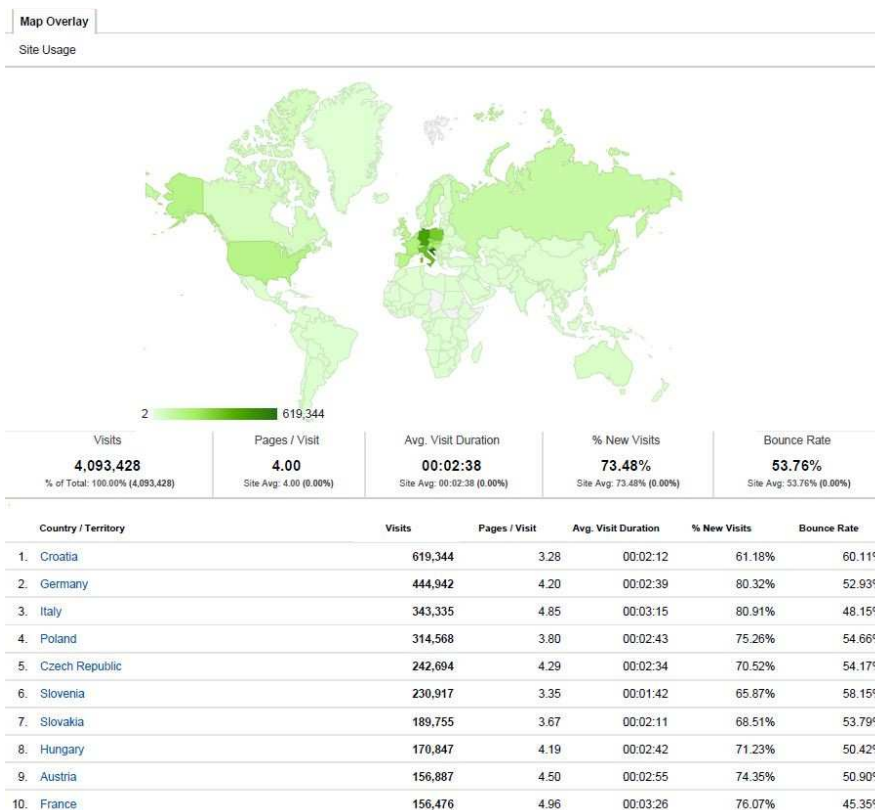 Map Overlay
Site Usage
2 619,344
Visits Pages / Visit Avg. Visit Duration % New Visits Bounce Rate
4,093,428 4.00 00:02:38 73.48% 53.76%
% of Total: 100.00% (4,093,428) Site Avg: 4.00 (0.00%) Site Avg: 00:02:38 (0.00%) Site Avg: 73.48% (0.00%) Site Avg: 53.76% (0.00%)
Country / Territory Visits Pages / Visit Avg. Visit Duration % New Visits Bounce Rate
1. Croatia 619,344 3.28 00:02:12 61.18% 60.11%
2. Germany 444,942 4.20 00:02:39 80.32% 52.93%
3. Italy 343,335 4.85 00:03:15 80.91% 48.15%
4. Poland 314,568 3.80 00:02:43 75.26% 54.66%
5. Czech Republic 242,694 4.29 00:02:34 70.52% 54.17%
6. Slovenia 230,917 3.35 00:01:42 65.87% 58.15%
7. Slovakia 189,755 3.67 00:02:11 68.51% 53.79%
8. Hungary 170,847 4.19 00:02:42 71.23% 50.42%
9. Austria 156,887 4.50 00:02:55 74.35% 50.90%
10. France 156,476 4.96 00:03:26 76.07% 45.35%